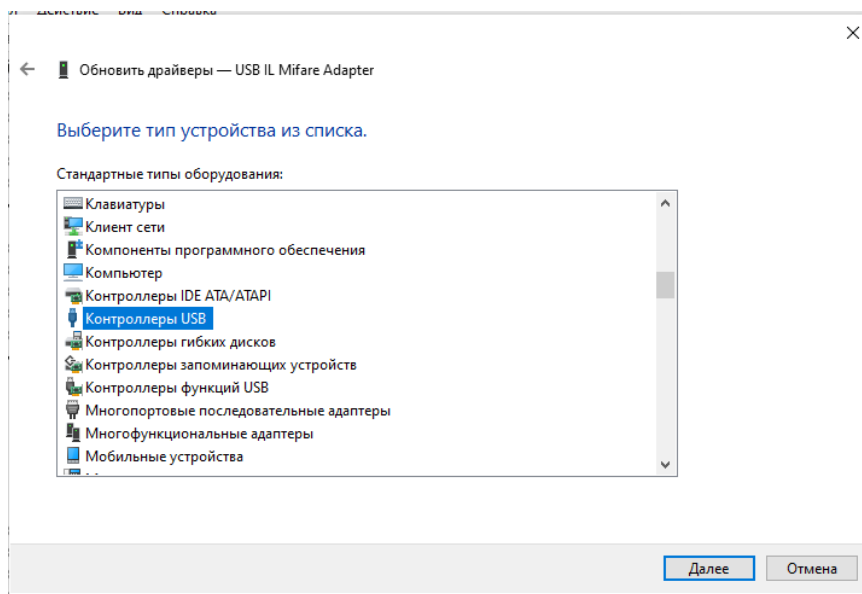 Обновить драйверы — USB IL Mifare Adapter
Выберите тип устройства из списка.
Стандартные типы оборудования:
Клавиатуры
Клиент сети
Компоненты программного обеспечения
Компьютер
Контроллеры IDE ATA/ATAPI
Контроллеры USB
Контроллеры гибких дисков
Контроллеры запоминающих устройств
Контроллеры функций USB
Многопортовые последовательные адаптеры
Многофункциональные адаптеры
Мобильные устройства
Далее Отмена